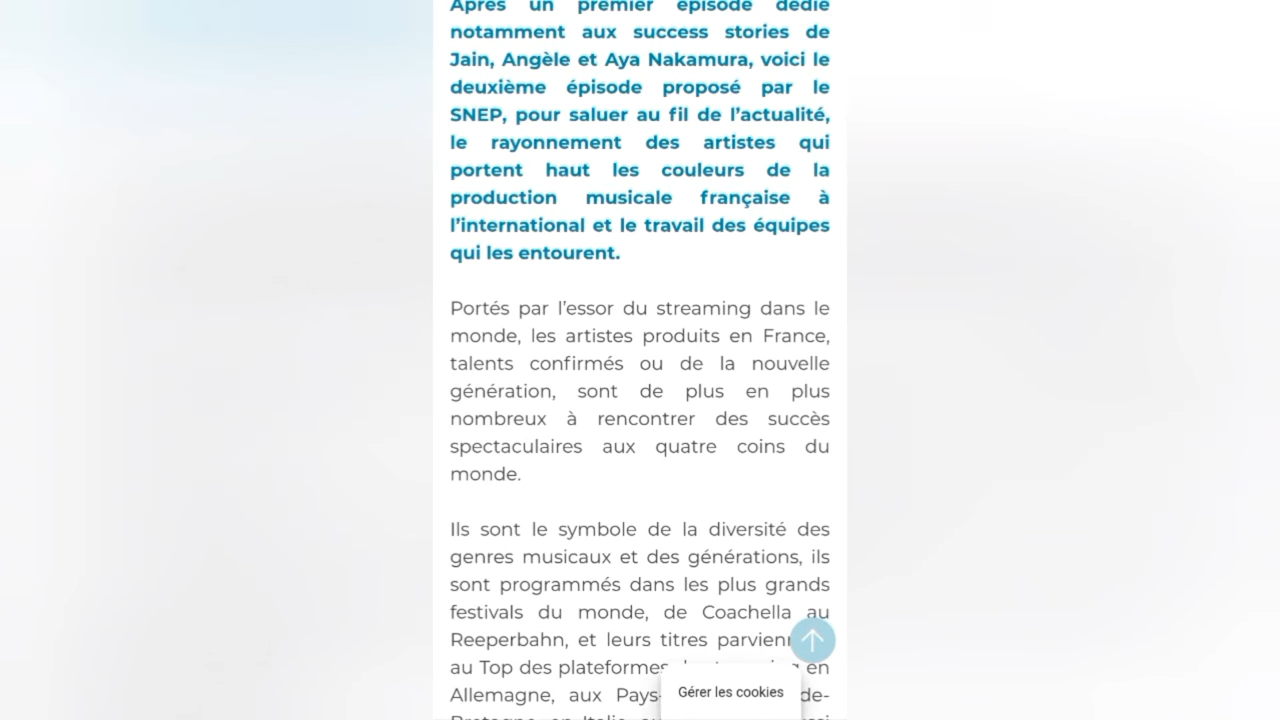 Après un premier épisode dédié
notamment aux success stories de
Jain, Angèle et Aya Nakamura, voici le
deuxième épisode proposé par le
SNEP, pour saluer au fil de l’actualité,
le rayonnement des artistes qui
portent haut les couleurs de la
production musicale française à
l’international et le travail des équipes
qui les entourent.
Portés par l’essor du streaming dans le
monde, les artistes produits en France,
talents confirmés ou de la nouvelle
génération, sont de plus en plus
nombreux à rencontrer des succès
spectaculaires aux quatre coins du
monde.
Ils sont le symbole de la diversité des
genres musicaux et des générations, ils
sont programmés dans les plus grands
festivals du monde, de Coachella au
Reeperbahn, et leurs titres
au Top des plateformes en
Allemagne, aux
Gérer les cookies